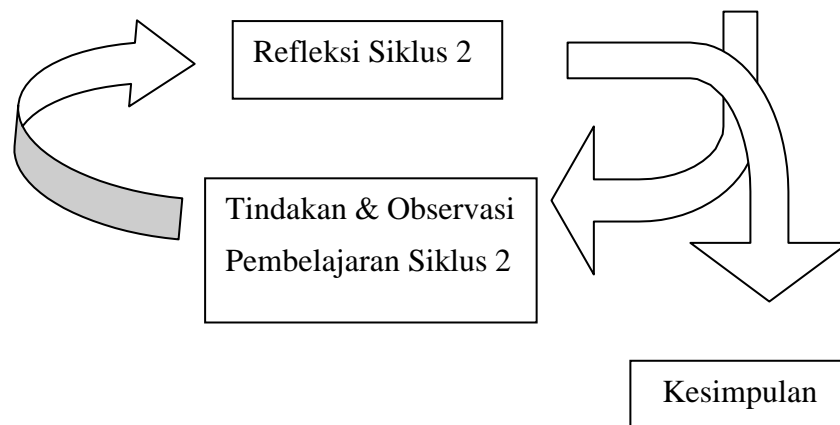 Refleksi Siklus 2
Tindakan & Observasi
Pembelajaran Siklus 2
Kesimpulan